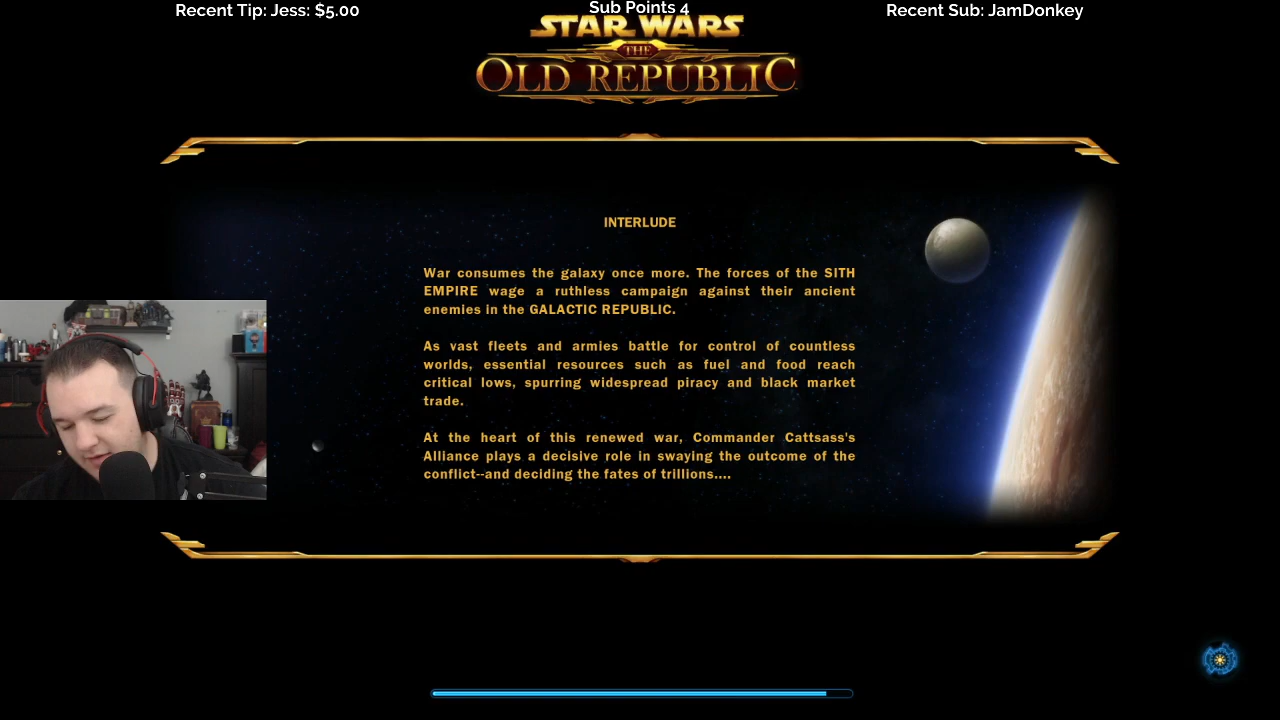 Recent Tip: Jess: $5.00
Sub Points 4
Recent Sub: JamDonkey
STAR WARS
THE
OLD REPUBLIC
INTERLUDE
War consumes the galaxy once more. The forces of the SITH
EMPIRE wage a ruthless campaign against their ancient
enemies in the GALACTIC REPUBLIC.
As vast fleets and armies battle for control of countless
worlds, essential resources such as fuel and food reach
critical lows, spurring widespread piracy and black market
trade.
At the heart of this renewed war, Commander Cattsass's
Alliance plays a decisive role in swaying the outcome of the
conflict--and deciding the fates of trillions....